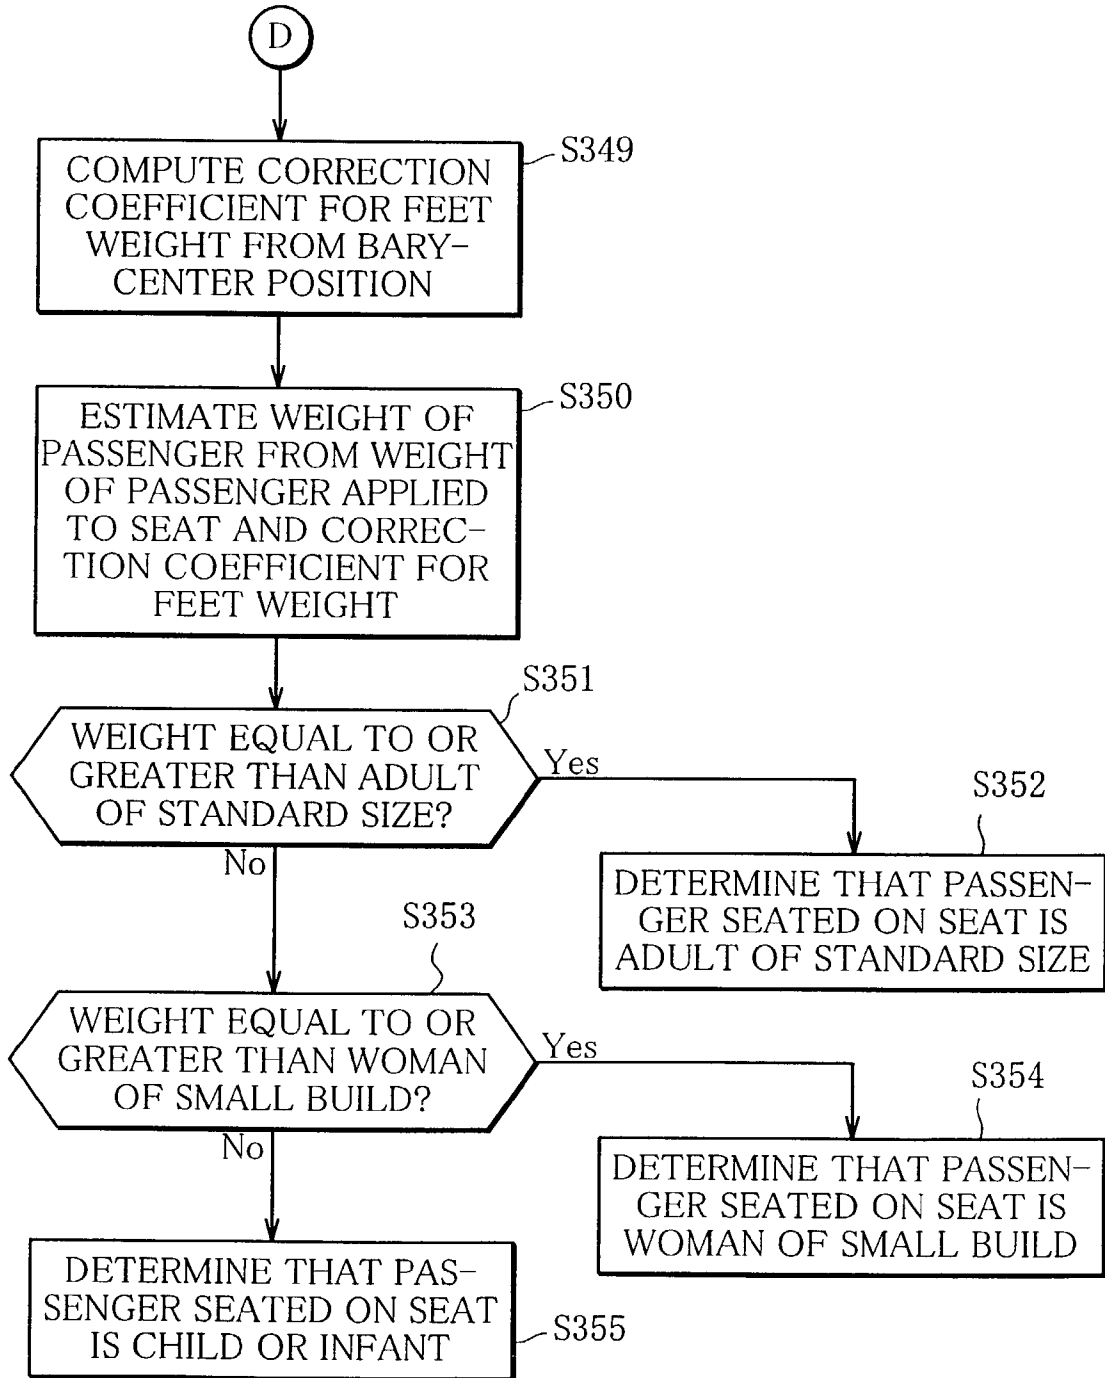 D
S349
COMPUTE CORRECTION
COEFFICIENT FOR FEET
WEIGHT FROM BARY-
CENTER POSITION
S350
ESTIMATE WEIGHT OF
PASSENGER FROM WEIGHT
OF PASSENGER APPLIED
TO SEAT AND CORREC-
TION COEFFICIENT FOR
FEET WEIGHT
S351
WEIGHT EQUAL TO OR
GREATER THAN ADULT
OF STANDARD SIZE?
Yes
No
S352
DETERMINE THAT PASSEN-
GER SEATED ON SEAT IS
ADULT OF STANDARD SIZE
S353
WEIGHT EQUAL TO OR
GREATER THAN WOMAN
OF SMALL BUILD?
Yes
No
S354
DETERMINE THAT PASSEN-
GER SEATED ON SEAT IS
WOMAN OF SMALL BUILD
DETERMINE THAT PAS-
SENGER SEATED ON SEAT
IS CHILD OR INFANT
S355